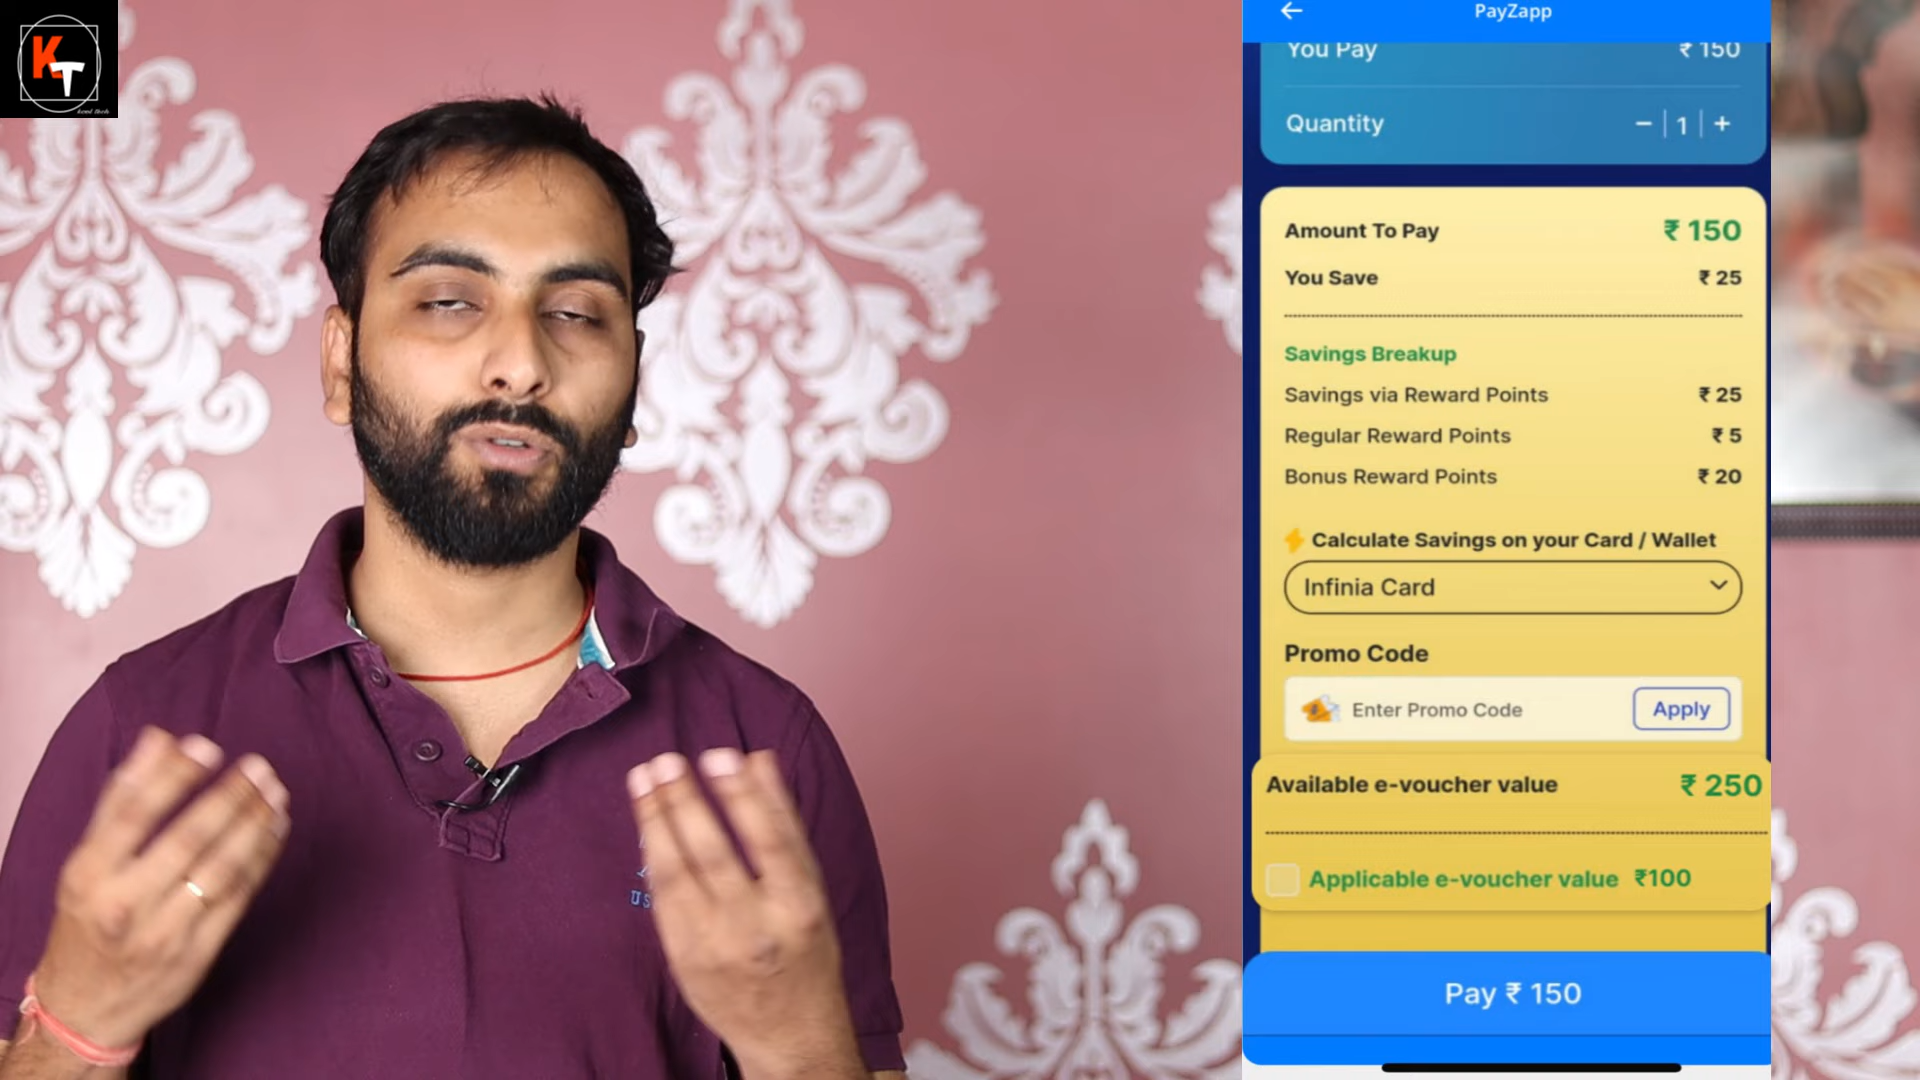 KT
PayZapp
You Pay ₹ 150
Quantity − 1 +
Amount To Pay ₹ 150
You Save ₹ 25
Savings Breakup
Savings via Reward Points ₹ 25
Regular Reward Points ₹ 5
Bonus Reward Points ₹ 20
Calculate Savings on your Card / Wallet
Infinia Card
Promo Code
Enter Promo Code Apply
Available e-voucher value ₹ 250
Applicable e-voucher value ₹100
Pay ₹ 150